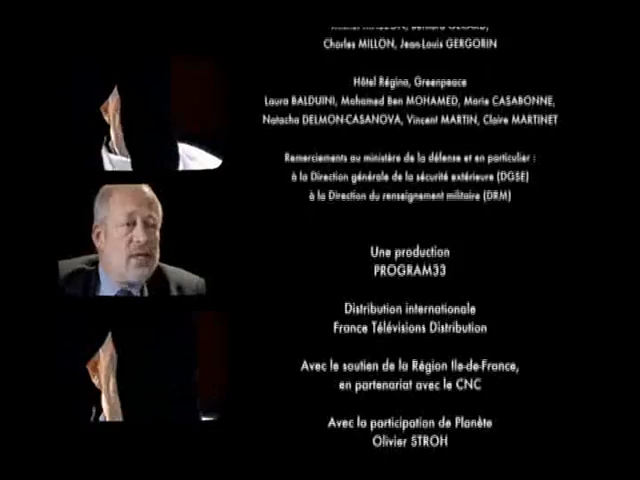 Charles MILLON, Jean-Louis GERGORIN
Hôtel Régina, Greenpeace
Laura BALDUINI, Mohamed Ben MOHAMED, Marie CASABONNE,
Natacha DELMON-CASANOVA, Vincent MARTIN, Claire MARTINET
Remerciements au ministère de la défense et en particulier :
à la Direction générale de la sécurité extérieure (DGSE)
à la Direction du renseignement militaire (DRM)
Une production
PROGRAM33
Distribution internationale
France Télévisions Distribution
Avec le soutien de la Région Ile-de-France,
en partenariat avec le CNC
Avec la participation de Planète
Olivier STROH